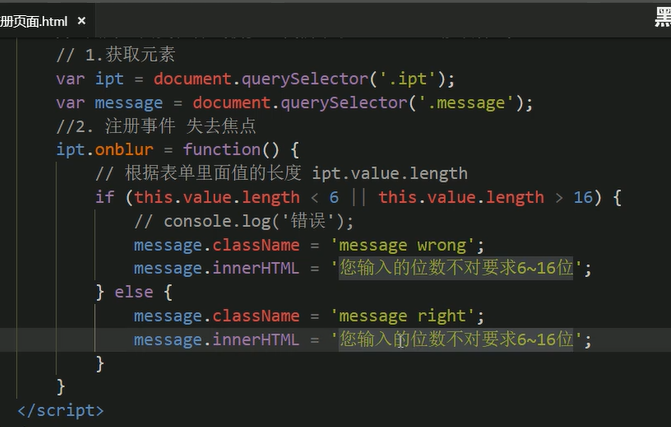 册页面.html ×
黑
// 1.获取元素
var ipt = document.querySelector('.ipt');
var message = document.querySelector('.message');
//2. 注册事件 失去焦点
ipt.onblur = function() {
// 根据表单里面值的长度 ipt.value.length
if (this.value.length < 6 || this.value.length > 16) {
// console.log('错误');
message.className = 'message wrong';
message.innerHTML = '您输入的位数不对要求6~16位';
} else {
message.className = 'message right';
message.innerHTML = '您输入的位数不对要求6~16位';
}
}
</script>